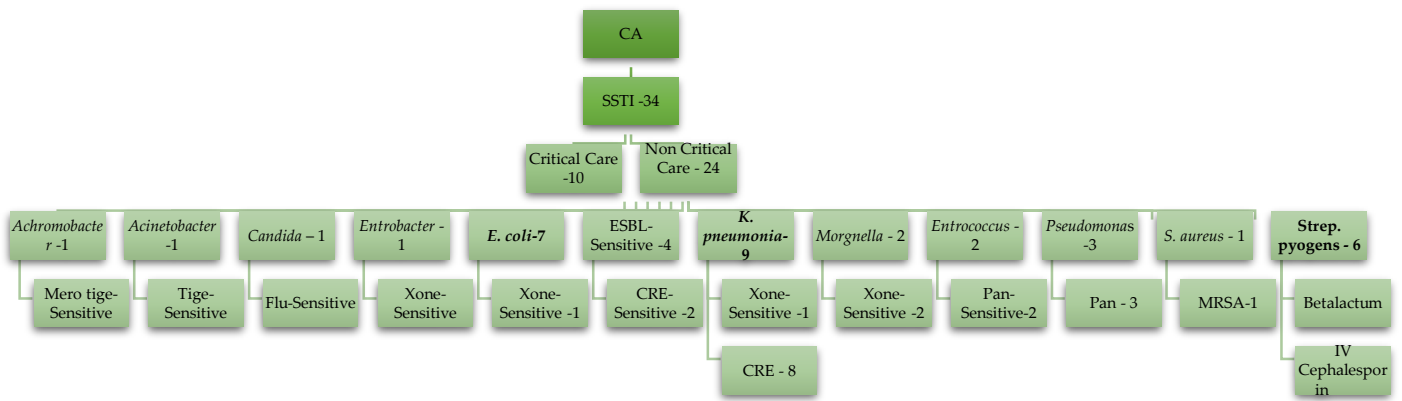 CA
SSTI -34
Critical Care
-10
Non Critical
Care - 24
Achromobacte
r -1
Acinetobacter
-1
Candida – 1
Entrobacter -
1
E. coli-7
ESBL-
Sensitive -4
K.
pneumonia-
9
Morgnella - 2
Entrococcus -
2
Pseudomonas
-3
S. aureus - 1
Strep.
pyogens - 6
Mero tige-
Sensitive
Tige-
Sensitive
Flu-Sensitive
Xone-
Sensitive
Xone-
Sensitive -1
CRE-
Sensitive -2
Xone-
Sensitive -1
Xone-
Sensitive -2
Pan-
Sensitive-2
Pan - 3
MRSA-1
Betalactum
CRE - 8
IV
Cephalespor
in